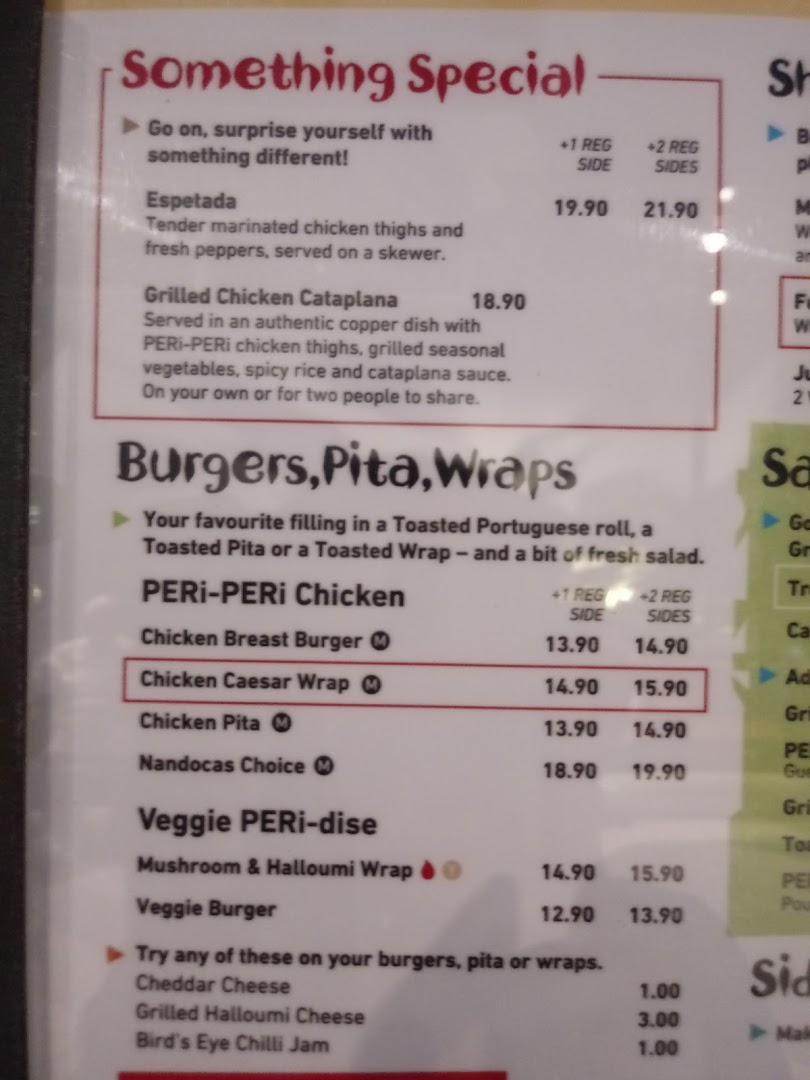 Something Special
Go on, surprise yourself with
something different!
+1 REG
SIDE
+2 REG
SIDES
Espetada 19.90 21.90
Tender marinated chicken thighs and
fresh peppers, served on a skewer.
Grilled Chicken Cataplana 18.90
Served in an authentic copper dish with
PERi-PERi chicken thighs, grilled seasonal
vegetables, spicy rice and cataplana sauce.
On your own or for two people to share.
Burgers,Pita,Wraps
Your favourite filling in a Toasted Portuguese roll, a
Toasted Pita or a Toasted Wrap – and a bit of fresh salad.
PERi-PERi Chicken
+1 REG
SIDE
+2 REG
SIDES
Chicken Breast Burger M 13.90 14.90
Chicken Caesar Wrap M 14.90 15.90
Chicken Pita M 13.90 14.90
Nandocas Choice M 18.90 19.90
Veggie PERi-dise
Mushroom & Halloumi Wrap 14.90 15.90
Veggie Burger 12.90 13.90
Try any of these on your burgers, pita or wraps.
Cheddar Cheese 1.00
Grilled Halloumi Cheese 3.00
Bird's Eye Chilli Jam 1.00